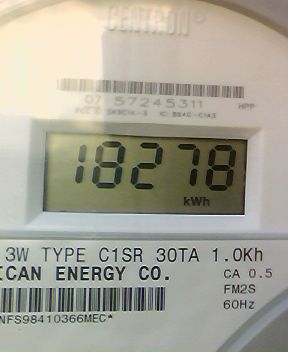 CENTRON®
07 57245311 HPP
18278
kWh
3W TYPE C1SR 30TA 1.0Kh
ICAN ENERGY CO.
CA 0.5
FM2S
60Hz
NFS98410366MEC*